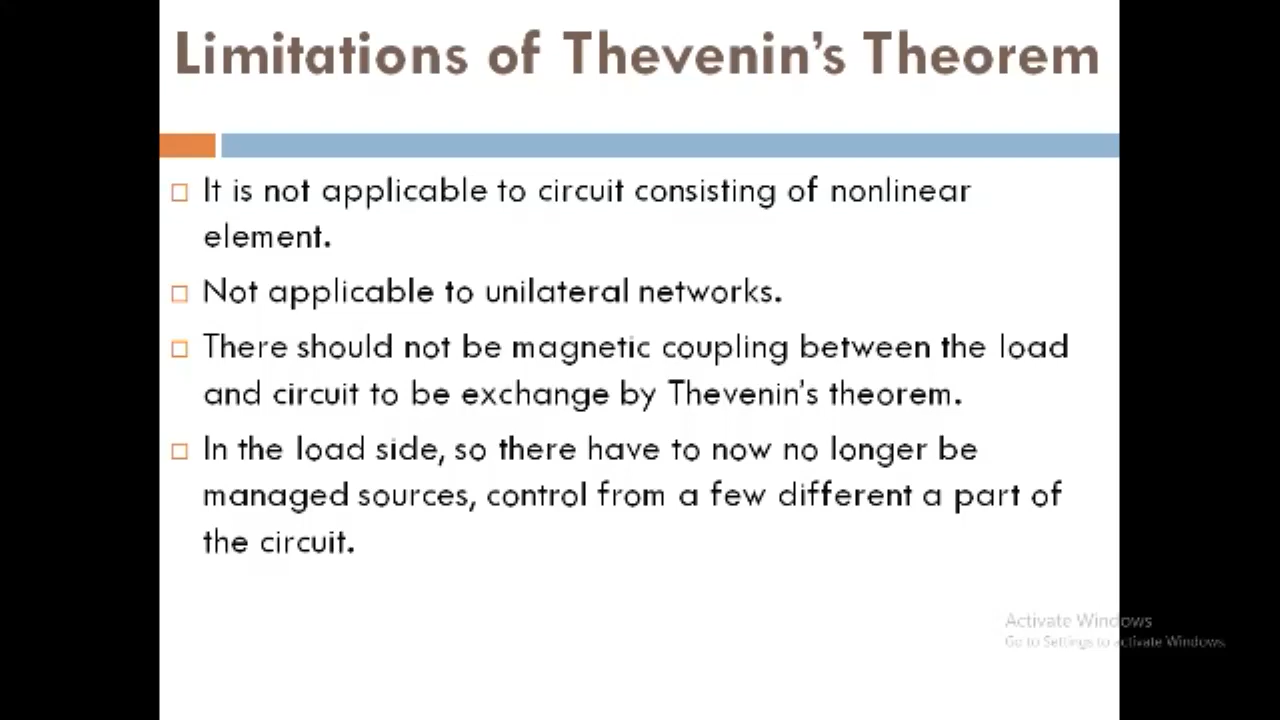 Limitations of Thevenin’s Theorem
It is not applicable to circuit consisting of nonlinear
element.
Not applicable to unilateral networks.
There should not be magnetic coupling between the load
and circuit to be exchange by Thevenin’s theorem.
In the load side, so there have to now no longer be
managed sources, control from a few different a part of
the circuit.
Activate Windows
Go to Settings to activate Windows.